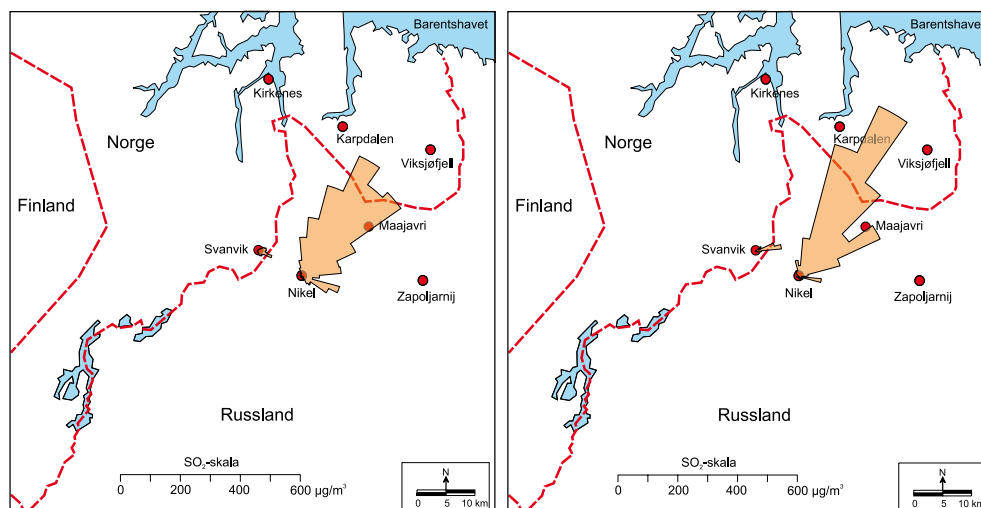 Barentshavet
Kirkenes
Norge
Karpdalen
Viksjøfjell
Finland
Maajavri
Svanvik
Nikel
Zapoljarnij
Russland
SO₂-skala
0 200 400 600 µg/m³
N
0 5 10 km
Barentshavet
Kirkenes
Norge
Karpdalen
Viksjøfjell
Finland
Maajavri
Svanvik
Nikel
Zapoljarnij
Russland
SO₂-skala
0 200 400 600 µg/m³
N
0 5 10 km